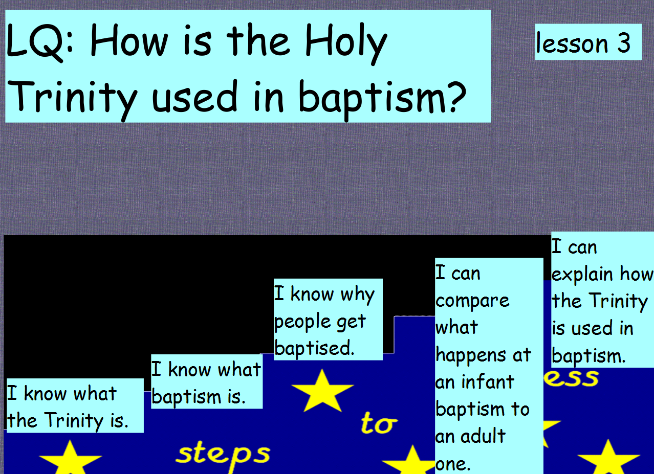 LQ: How is the Holy
Trinity used in baptism?
lesson 3
I know what
the Trinity is.
I know what
baptism is.
I know why
people get
baptised.
I can
compare
what
happens at
an infant
baptism to
an adult
one.
I can
explain how
the Trinity
is used in
baptism.
steps
to
ess